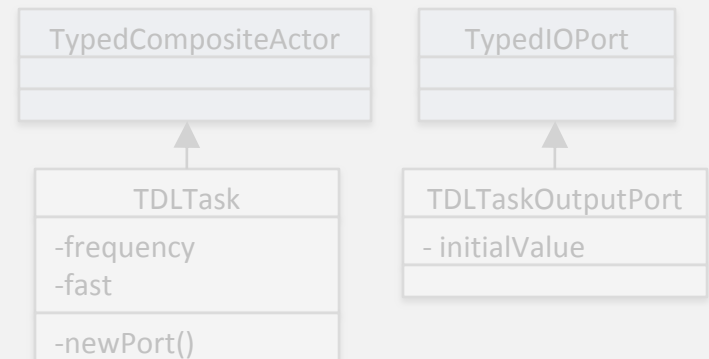 TypedCompositeActor
TypedIOPort
TDLTask
-frequency
-fast
-newPort()
TDLTaskOutputPort
- initialValue